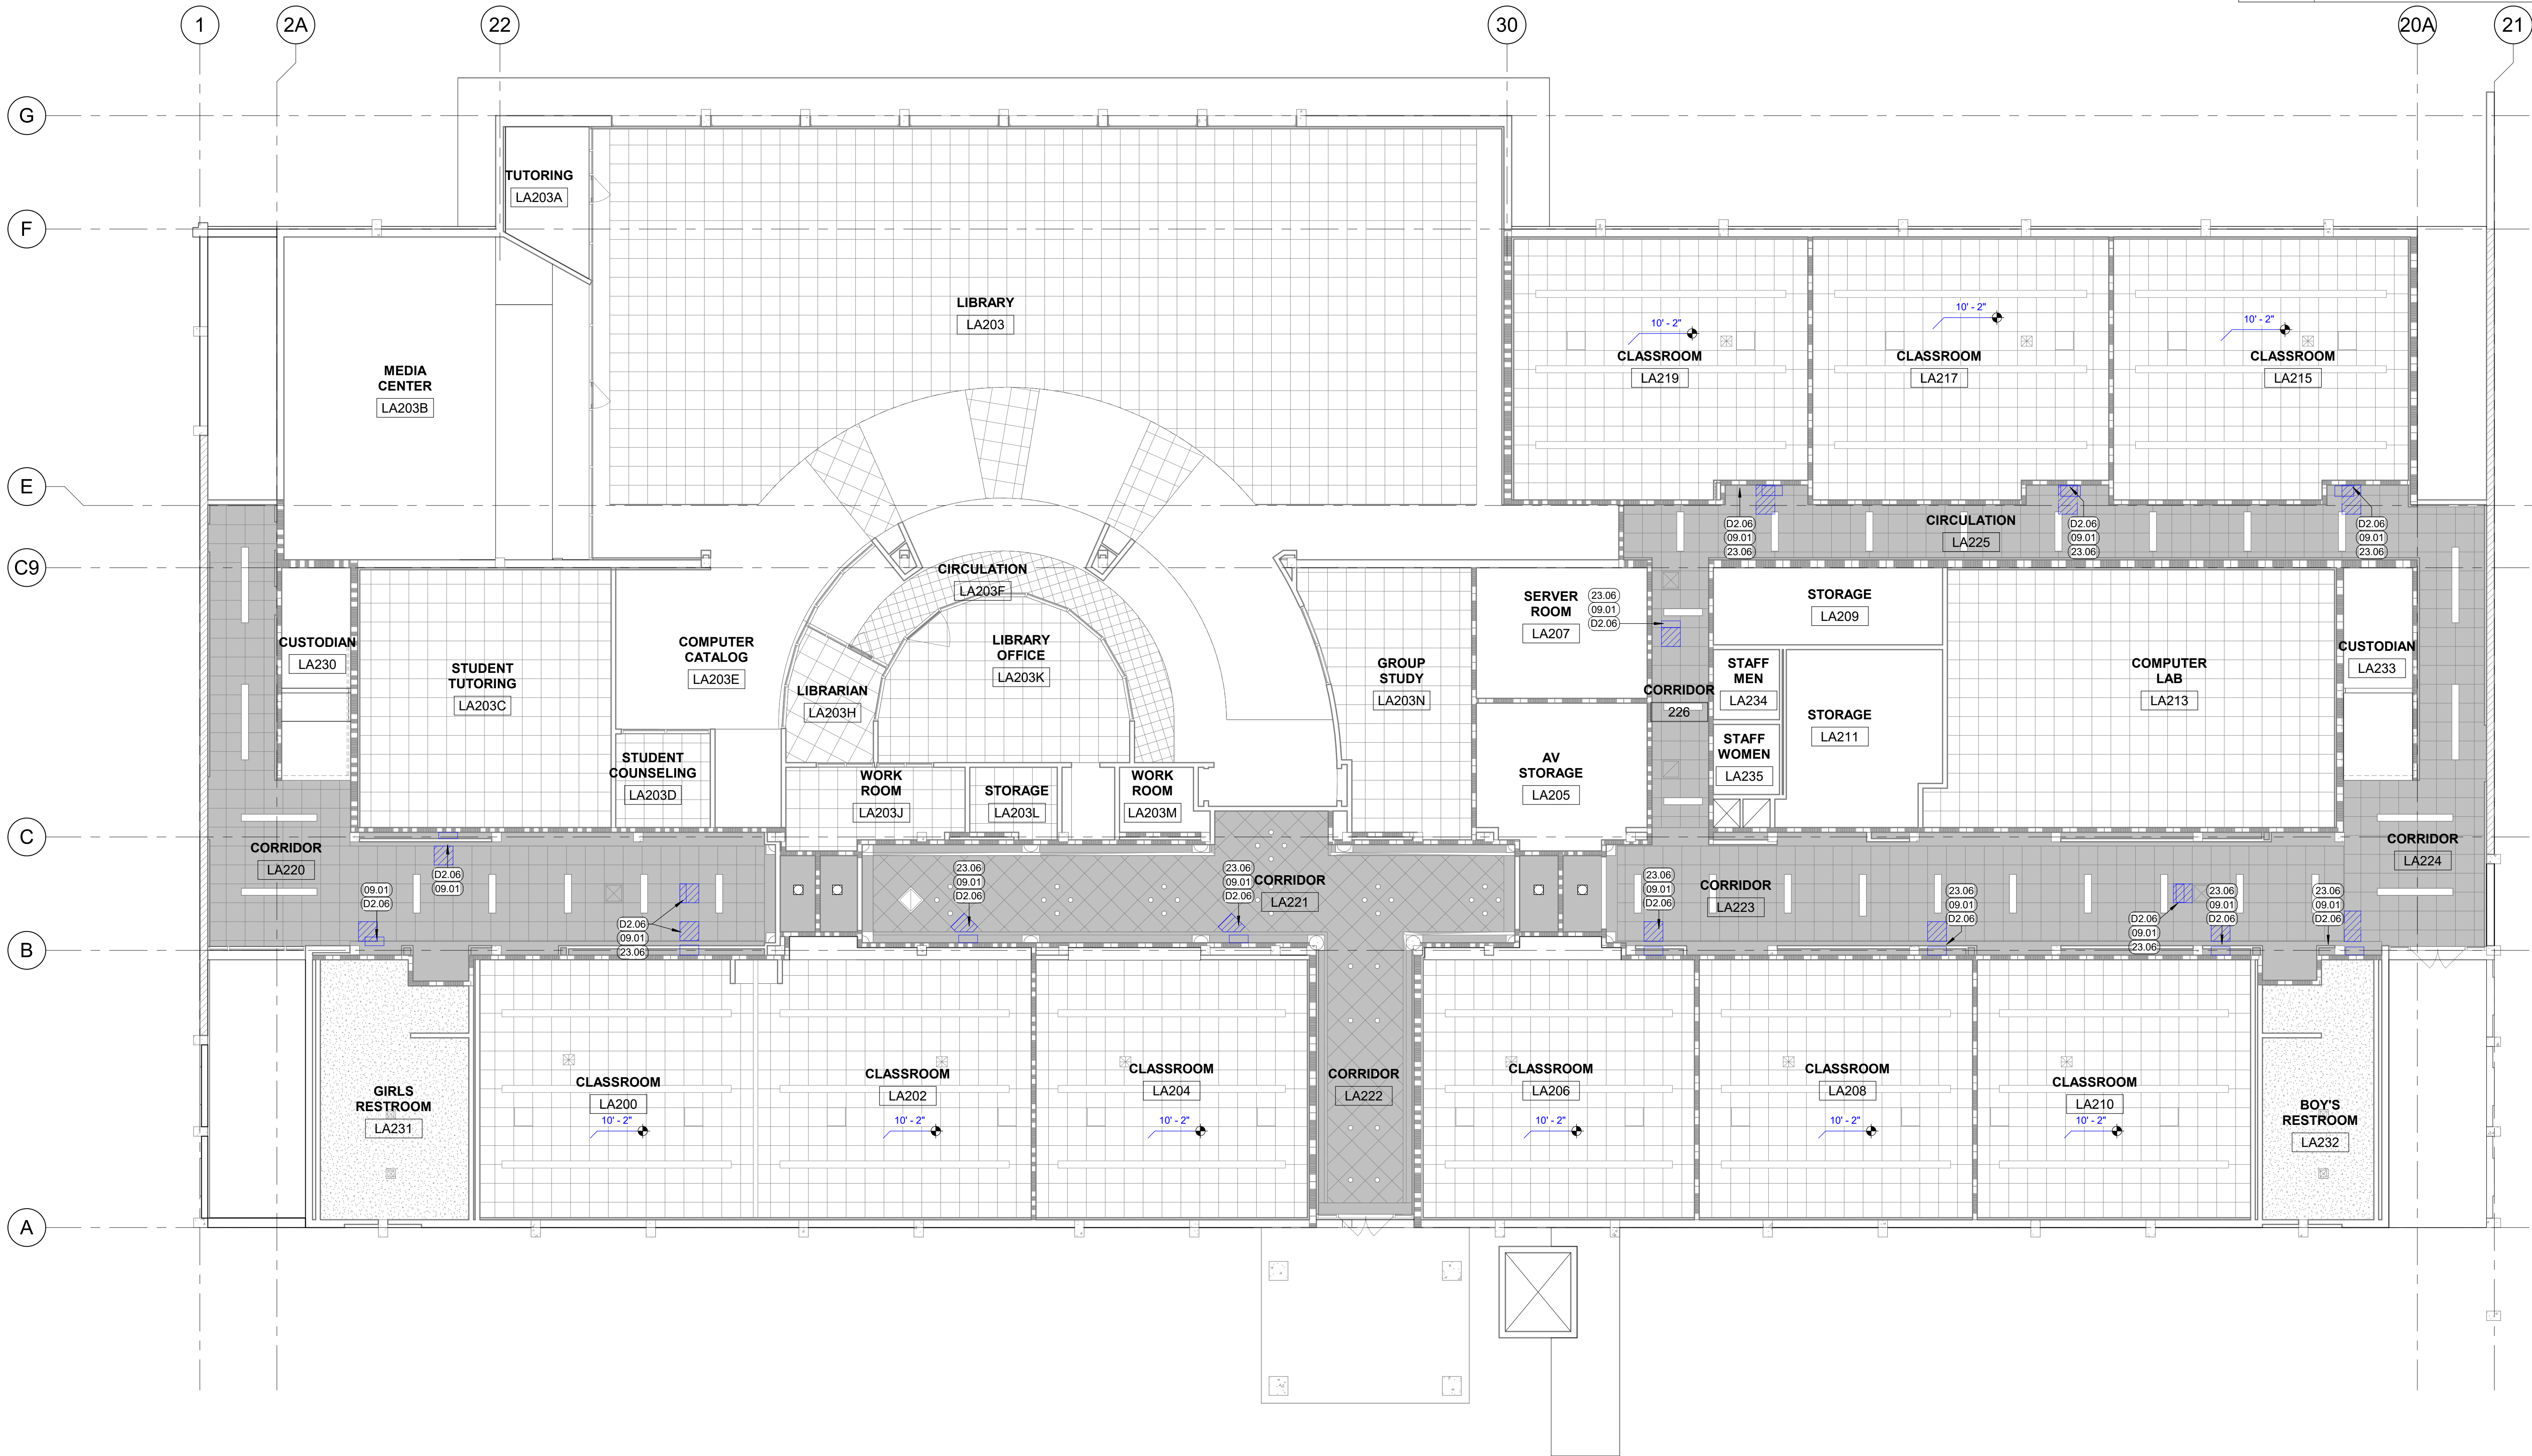 1
2A
22
30
20A
21
G
F
E
C9
C
B
A
TUTORING
LA203A
LIBRARY
LA203
MEDIA
CENTER
LA203B
10' - 2"
CLASSROOM
LA219
10' - 2"
CLASSROOM
LA217
10' - 2"
CLASSROOM
LA215
D2.06
09.01
23.06
CIRCULATION
LA225
D2.06
09.01
23.06
D2.06
09.01
23.06
CIRCULATION
LA203F
CUSTODIAN
LA230
STUDENT
TUTORING
LA203C
COMPUTER
CATALOG
LA203E
LIBRARIAN
LA203H
LIBRARY
OFFICE
LA203K
GROUP
STUDY
LA203N
SERVER
ROOM
LA207
23.06
09.01
D2.06
STORAGE
LA209
STAFF
MEN
LA234
CORRIDOR
226
STORAGE
LA211
COMPUTER
LAB
LA213
CUSTODIAN
LA233
STAFF
WOMEN
LA235
STUDENT
COUNSELING
LA203D
WORK
ROOM
LA203J
STORAGE
LA203L
WORK
ROOM
LA203M
AV
STORAGE
LA205
CORRIDOR
LA220
D2.06
09.01
09.01
D2.06
D2.06
09.01
23.06
23.06
09.01
D2.06
23.06
09.01
D2.06
CORRIDOR
LA221
23.06
09.01
D2.06
CORRIDOR
LA223
23.06
09.01
D2.06
D2.06
09.01
23.06
23.06
09.01
D2.06
23.06
09.01
D2.06
CORRIDOR
LA224
GIRLS
RESTROOM
LA231
CLASSROOM
LA200
10' - 2"
CLASSROOM
LA202
10' - 2"
CLASSROOM
LA204
10' - 2"
CORRIDOR
LA222
CLASSROOM
LA206
10' - 2"
CLASSROOM
LA208
10' - 2"
CLASSROOM
LA210
10' - 2"
BOY'S
RESTROOM
LA232